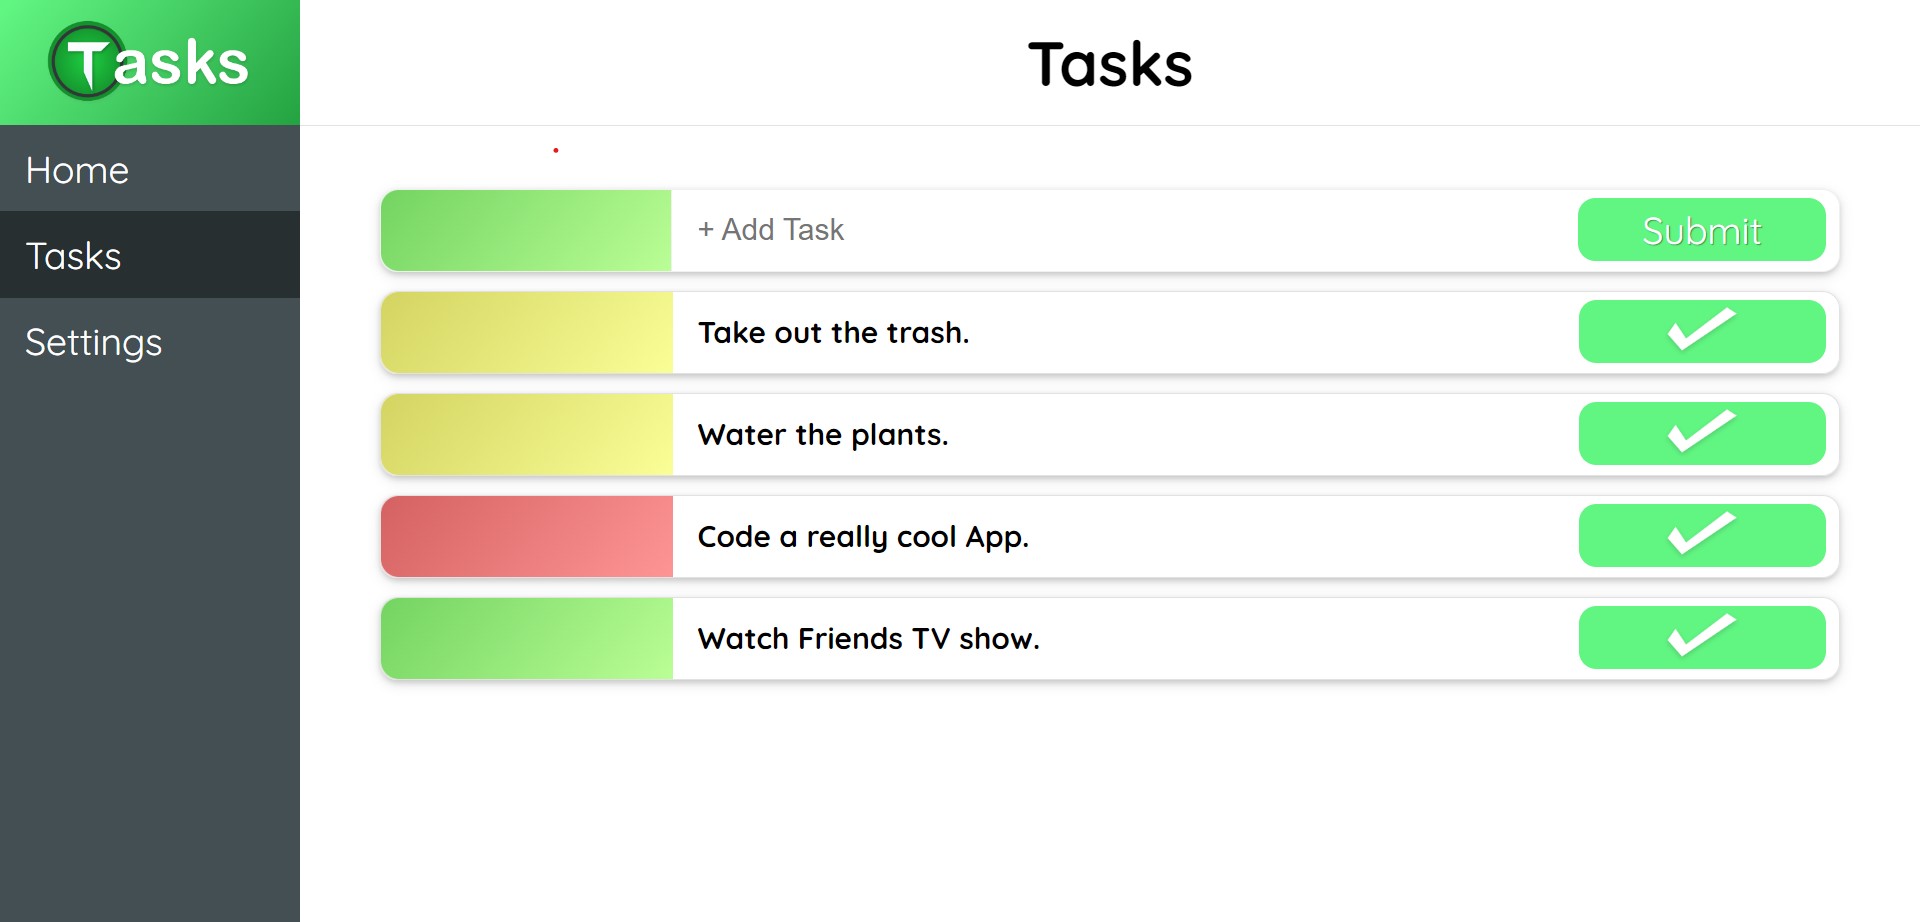 Tasks
Home
Tasks
Settings
Tasks
+ Add Task
Submit
Take out the trash.
Water the plants.
Code a really cool App.
Watch Friends TV show.